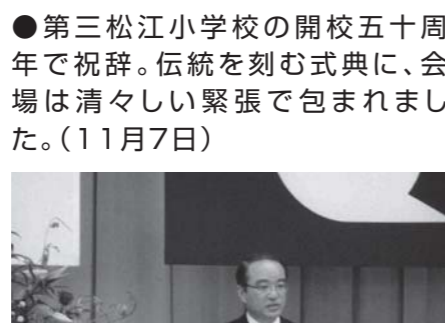 ●第三松江小学校の開校五十周
年で祝辞。伝統を刻む式典に、会
場は清々しい緊張で包まれまし
た。(11月7日)